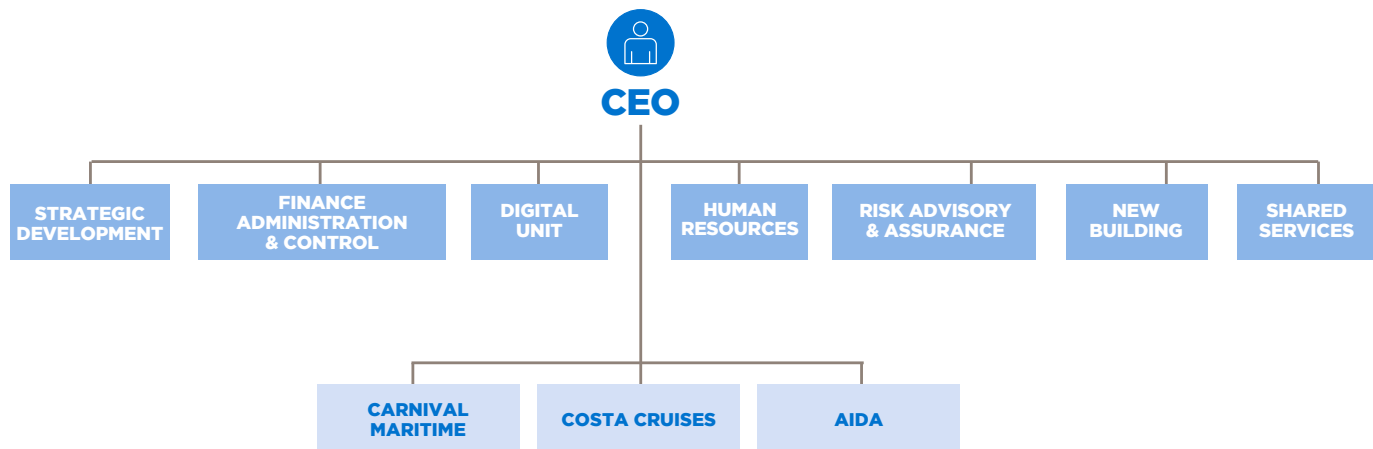 CEO
STRATEGIC
DEVELOPMENT
FINANCE
ADMINISTRATION
& CONTROL
DIGITAL
UNIT
HUMAN
RESOURCES
RISK ADVISORY
& ASSURANCE
NEW
BUILDING
SHARED
SERVICES
CARNIVAL
MARITIME
COSTA CRUISES
AIDA